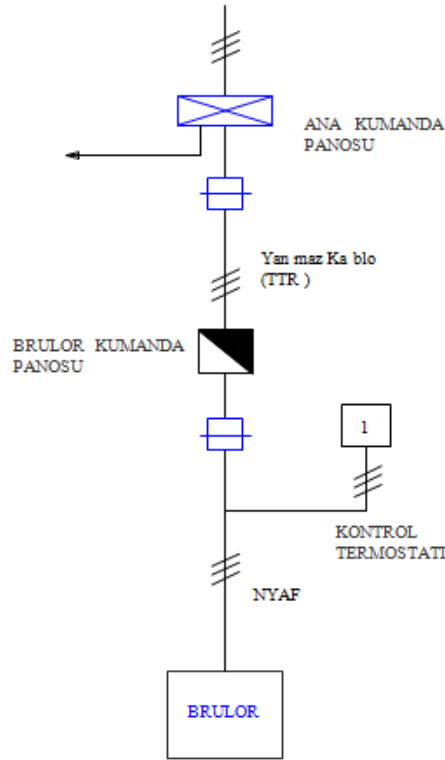 ANA KUMANDA
PANOSU
Yan maz Ka blo
(TTR )
BRULOR KUMANDA
PANOSU
1
KONTROL
TERMOSTATI
NYAF
BRULOR